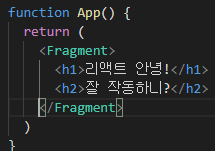 function App() {
  return (
    <Fragment>
      <h1>리액트 안녕!</h1>
      <h2>잘 작동하니?</h2>
    </Fragment>
  )
}